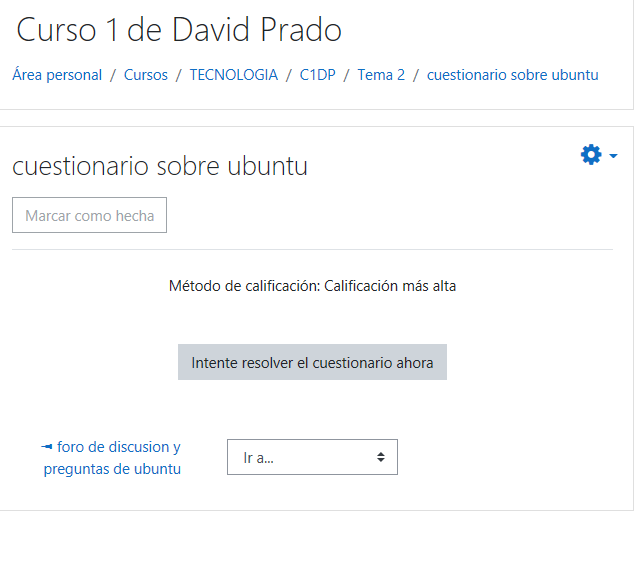 Curso 1 de David Prado
Área personal / Cursos / TECNOLOGIA / C1DP / Tema 2 / cuestionario sobre ubuntu
cuestionario sobre ubuntu
Marcar como hecha
Método de calificación: Calificación más alta
Intente resolver el cuestionario ahora
◄ foro de discusion y
preguntas de ubuntu
Ir a...